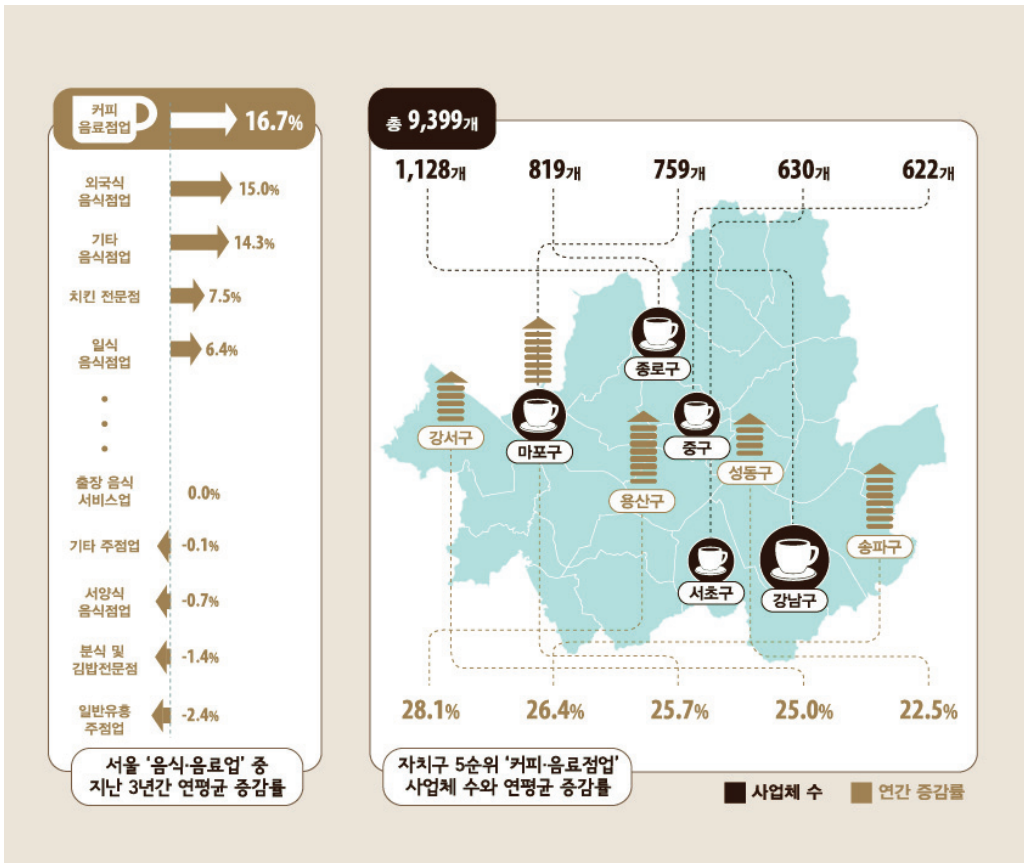 커피
음료점업
16.7%
외국식
음식점업
15.0%
기타
음식점업
14.3%
치킨 전문점
7.5%
일식
음식점업
6.4%
출장 음식
서비스업
0.0%
기타 주점업
-0.1%
서양식
음식점업
-0.7%
분식 및
김밥전문점
-1.4%
일반유흥
주점업
-2.4%
서울 '음식·음료업' 중
지난 3년간 연평균 증감률
총 9,399개
1,128개 819개 759개 630개 622개
종로구
강서구
마포구
중구
성동구
용산구
송파구
서초구
강남구
28.1% 26.4% 25.7% 25.0% 22.5%
자치구 5순위 '커피·음료점업'
사업체 수와 연평균 증감률
사업체 수 연간 증감률